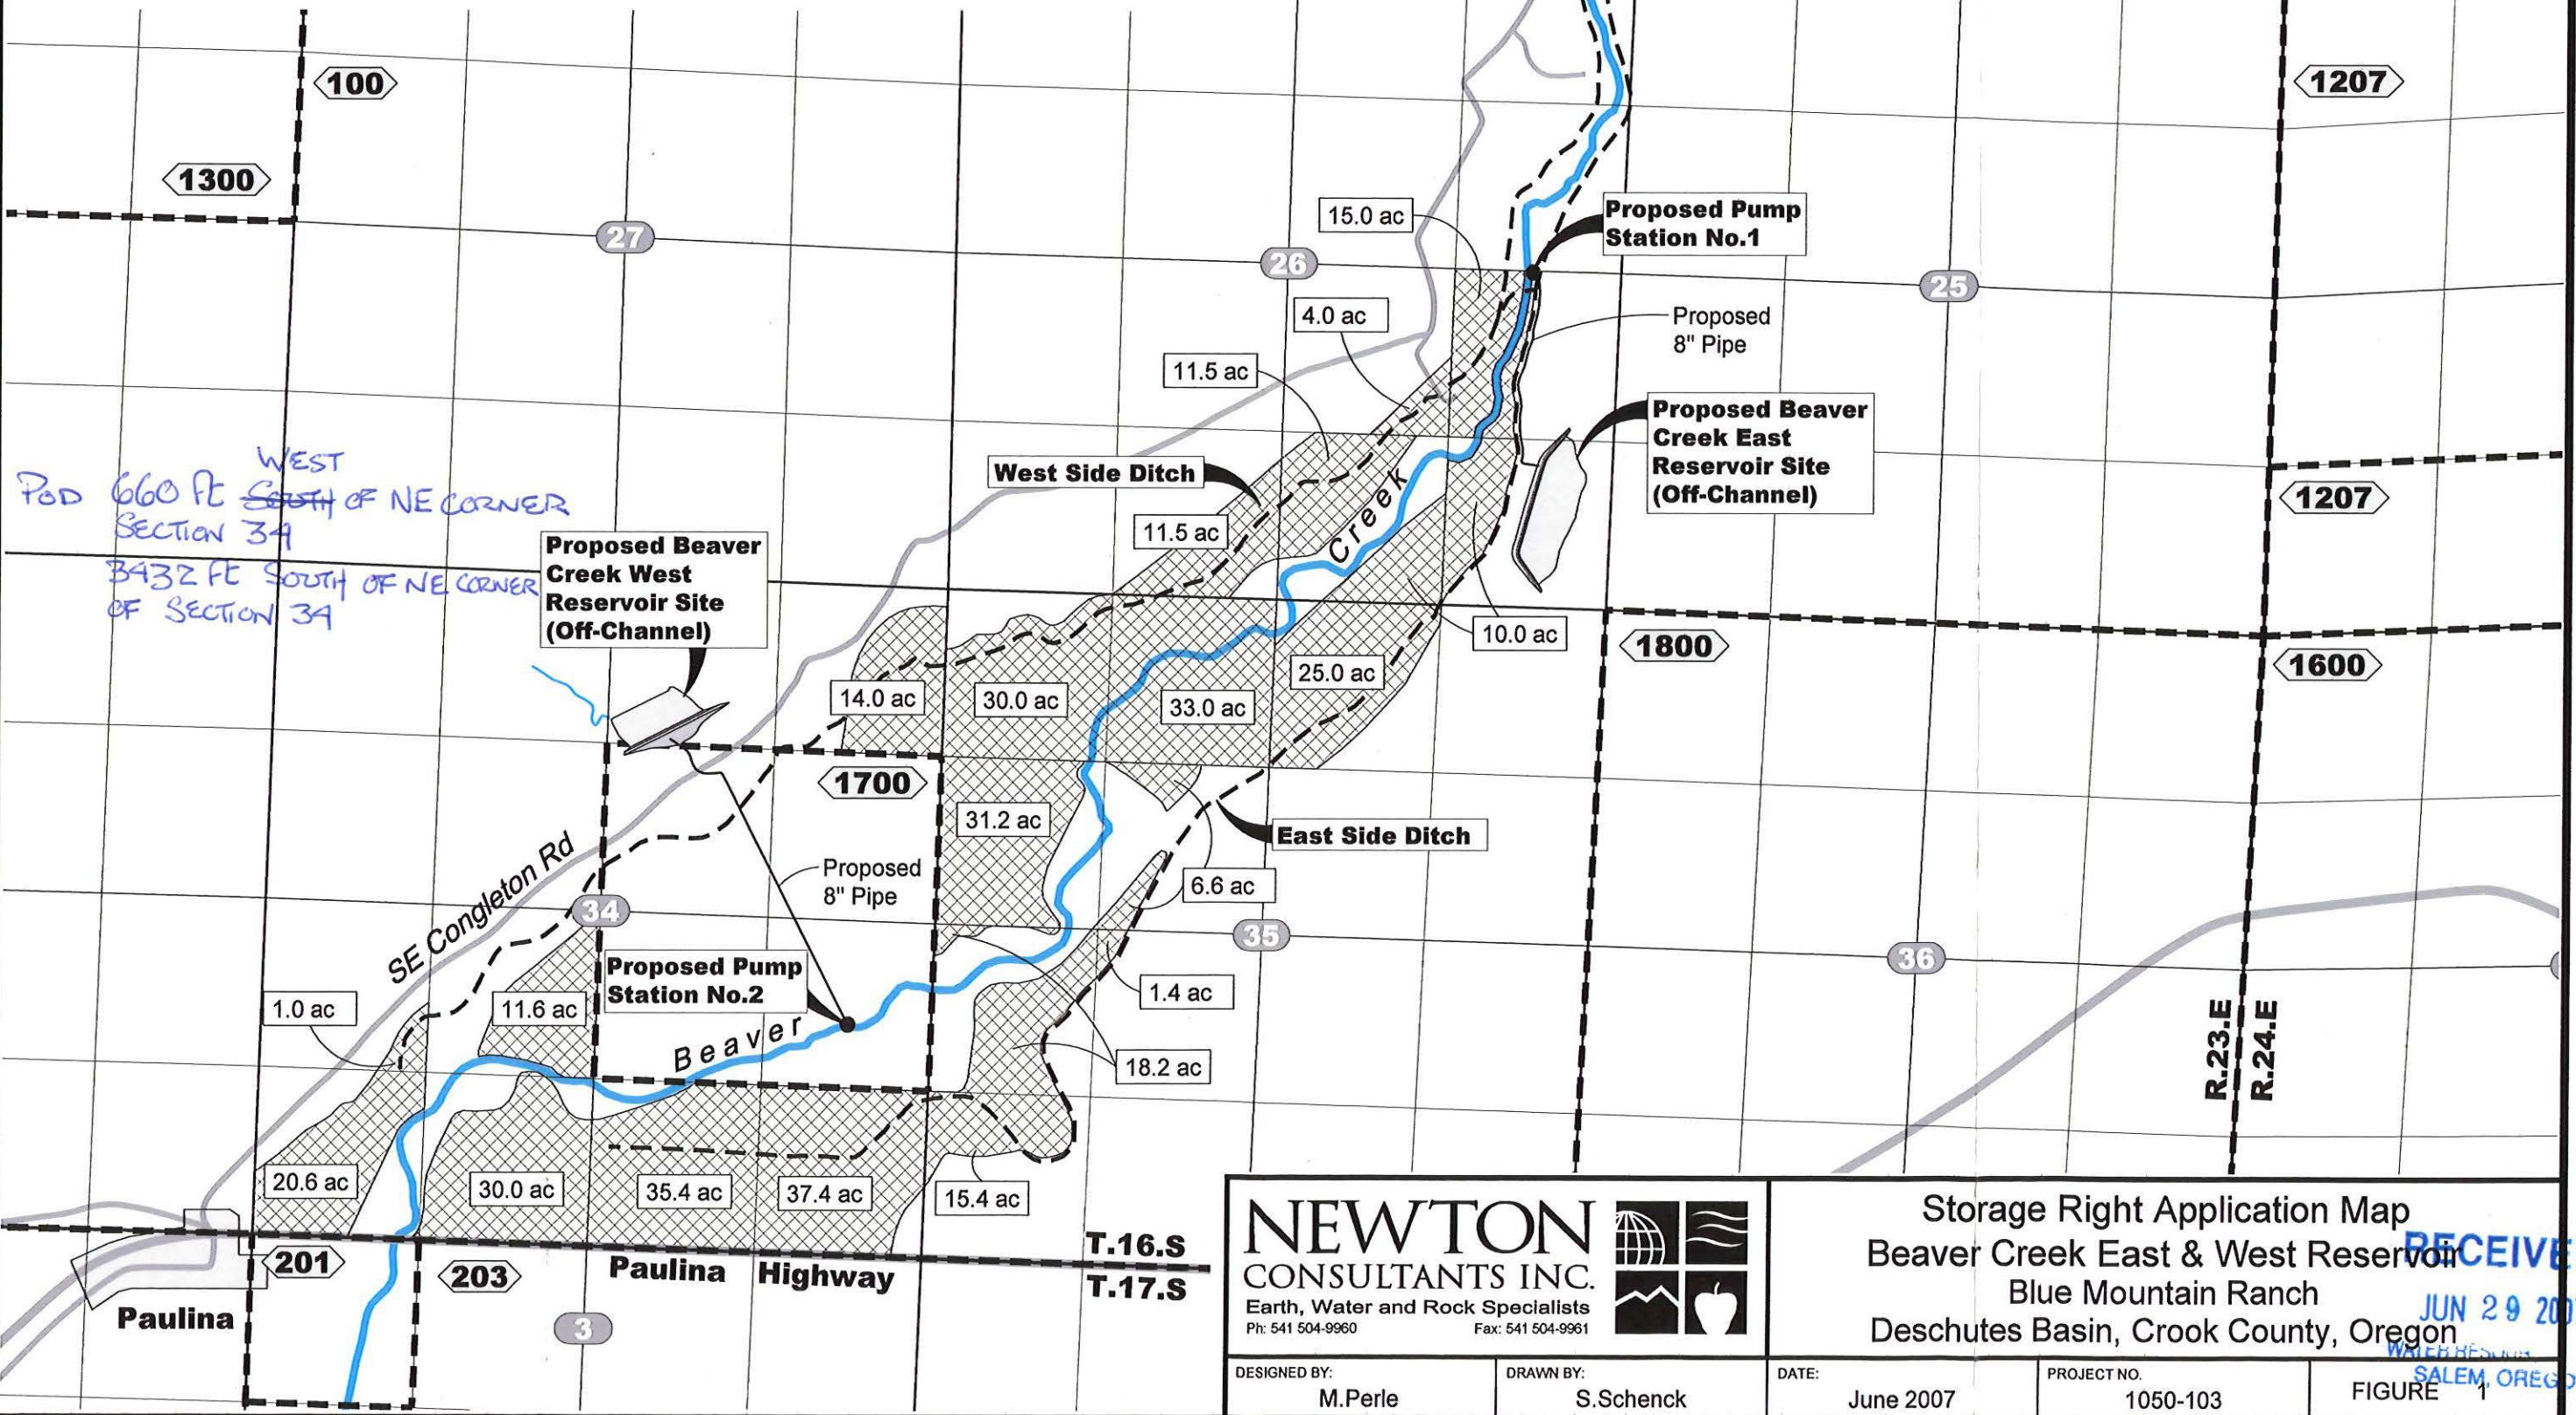 100
1207
1300
27
15.0 ac
Proposed Pump
Station No.1
26
25
4.0 ac
Proposed
8" Pipe
11.5 ac
Proposed Beaver
Creek East
Reservoir Site
(Off-Channel)
West Side Ditch
WEST
POD 660 ft South OF NE CORNER
SECTION 34
3432 ft SOUTH OF NE CORNER
OF SECTION 34
1207
11.5 ac
Creek
Proposed Beaver
Creek West
Reservoir Site
(Off-Channel)
10.0 ac
1800
1600
25.0 ac
14.0 ac
30.0 ac
33.0 ac
1700
31.2 ac
East Side Ditch
SE Congleton Rd
Proposed
8" Pipe
6.6 ac
34
35
36
Proposed Pump
Station No.2
1.4 ac
1.0 ac
11.6 ac
Beaver
18.2 ac
R.23.E
R.24.E
20.6 ac
30.0 ac
35.4 ac
37.4 ac
15.4 ac
T.16.S
T.17.S
201
203
Paulina Highway
Paulina
3
NEWTON
CONSULTANTS INC.
Earth, Water and Rock Specialists
Ph: 541 504-9960 Fax: 541 504-9961
Storage Right Application Map
Beaver Creek East & West Reservoir
Blue Mountain Ranch
Deschutes Basin, Crook County, Oregon
RECEIVE
JUN 29 20
WATER
SALEM, OREGO
DESIGNED BY:
M.Perle
DRAWN BY:
S.Schenck
DATE:
June 2007
PROJECT NO.
1050-103
FIGURE 1